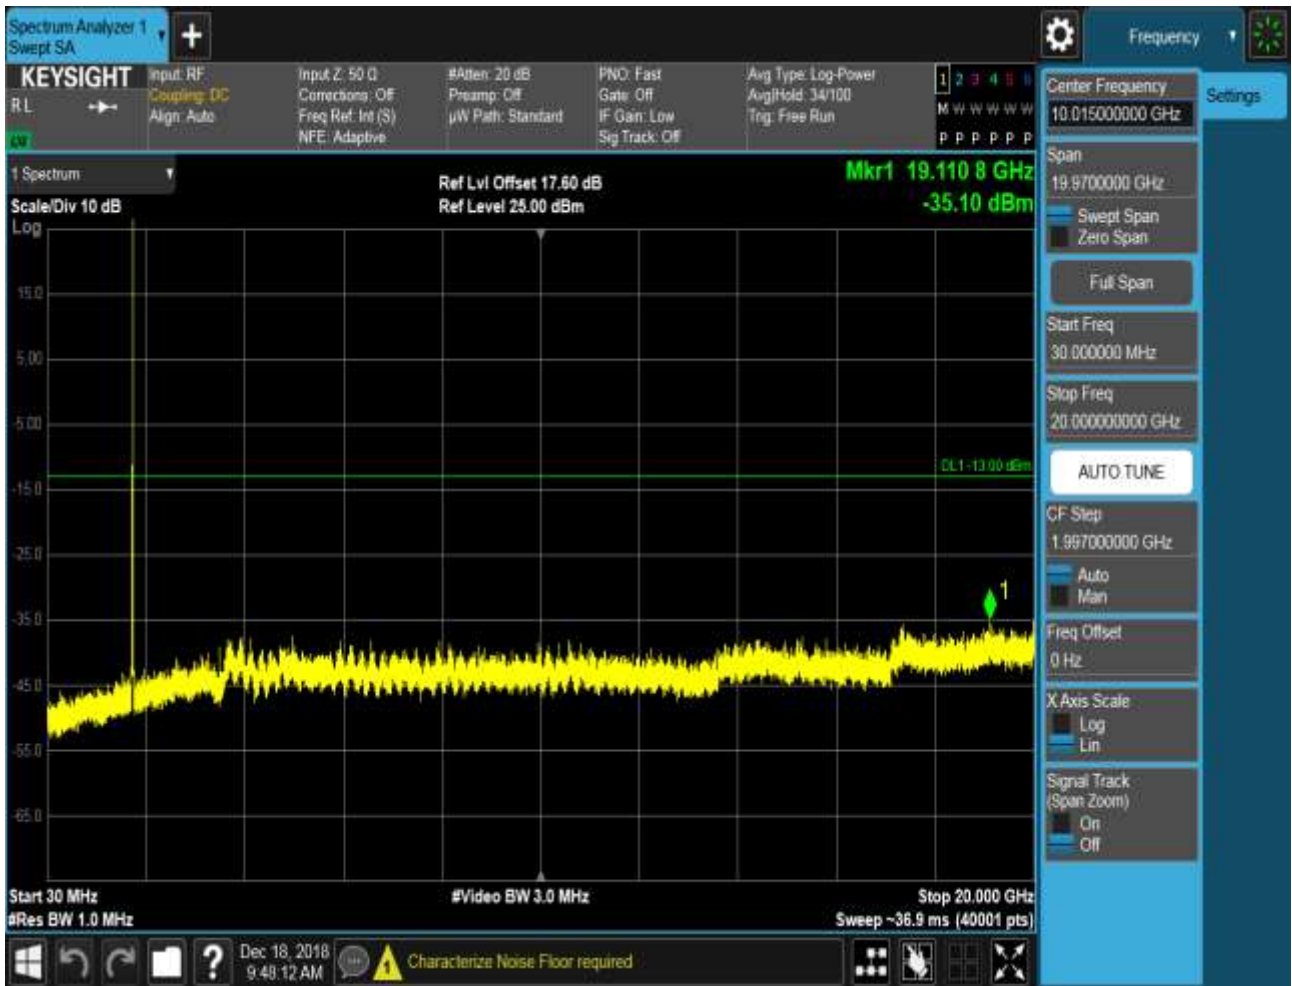 Spectrum Analyzer 1
Swept SA
Frequency
KEYSIGHT
RL
Input: RF
Coupling: DC
Align: Auto
Input Z: 50 Ω
Corrections: Off
Freq Ref: Int (S)
NFE: Adaptive
#Atten: 20 dB
Preamp: Off
µW Path: Standard
PNO: Fast
Gate: Off
IF Gain: Low
Sig Track: Off
Avg Type: Log-Power
Avg|Hold: 34/100
Trig: Free Run
1 2 3 4 5 6
M W W W W W
P P P P P P
1 Spectrum
Scale/Div 10 dB
Log
Ref Lvl Offset 17.60 dB
Ref Level 25.00 dBm
Mkr1 19.110 8 GHz
-35.10 dBm
15.0
5.00
-5.00
-15.0
-25.0
-35.0
-45.0
-55.0
-65.0
DL1 -13.00 dBm
1
Start 30 MHz
#Res BW 1.0 MHz
#Video BW 3.0 MHz
Stop 20.000 GHz
Sweep ~36.9 ms (40001 pts)
Dec 18, 2018
9:48:12 AM
Characterize Noise Floor required
Center Frequency
10.015000000 GHz
Settings
Span
19.9700000 GHz
Swept Span
Zero Span
Full Span
Start Freq
30.000000 MHz
Stop Freq
20.000000000 GHz
AUTO TUNE
CF Step
1.997000000 GHz
Auto
Man
Freq Offset
0 Hz
X Axis Scale
Log
Lin
Signal Track
(Span Zoom)
On
Off